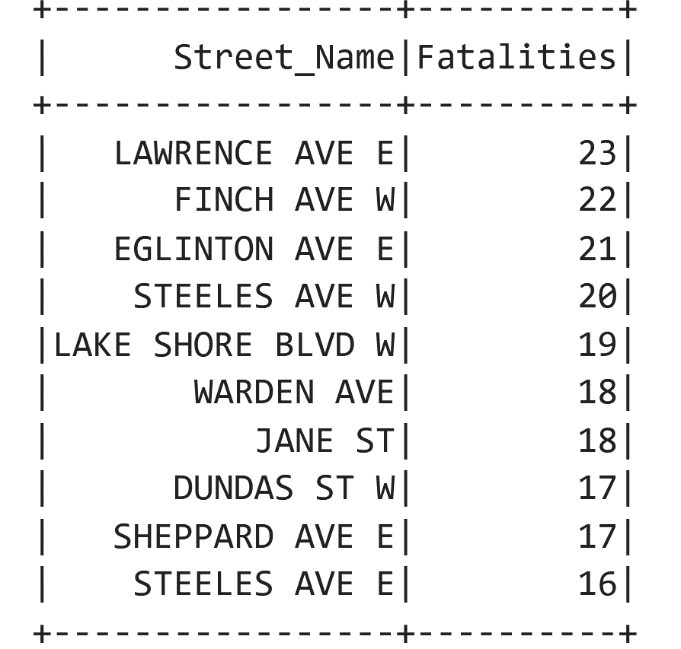 +-----------------+----------+
|      Street_Name|Fatalities|
+-----------------+----------+
|   LAWRENCE AVE E|        23|
|      FINCH AVE W|        22|
|   EGLINTON AVE E|        21|
|    STEELES AVE W|        20|
|LAKE SHORE BLVD W|        19|
|       WARDEN AVE|        18|
|          JANE ST|        18|
|      DUNDAS ST W|        17|
|   SHEPPARD AVE E|        17|
|    STEELES AVE E|        16|
+-----------------+----------+